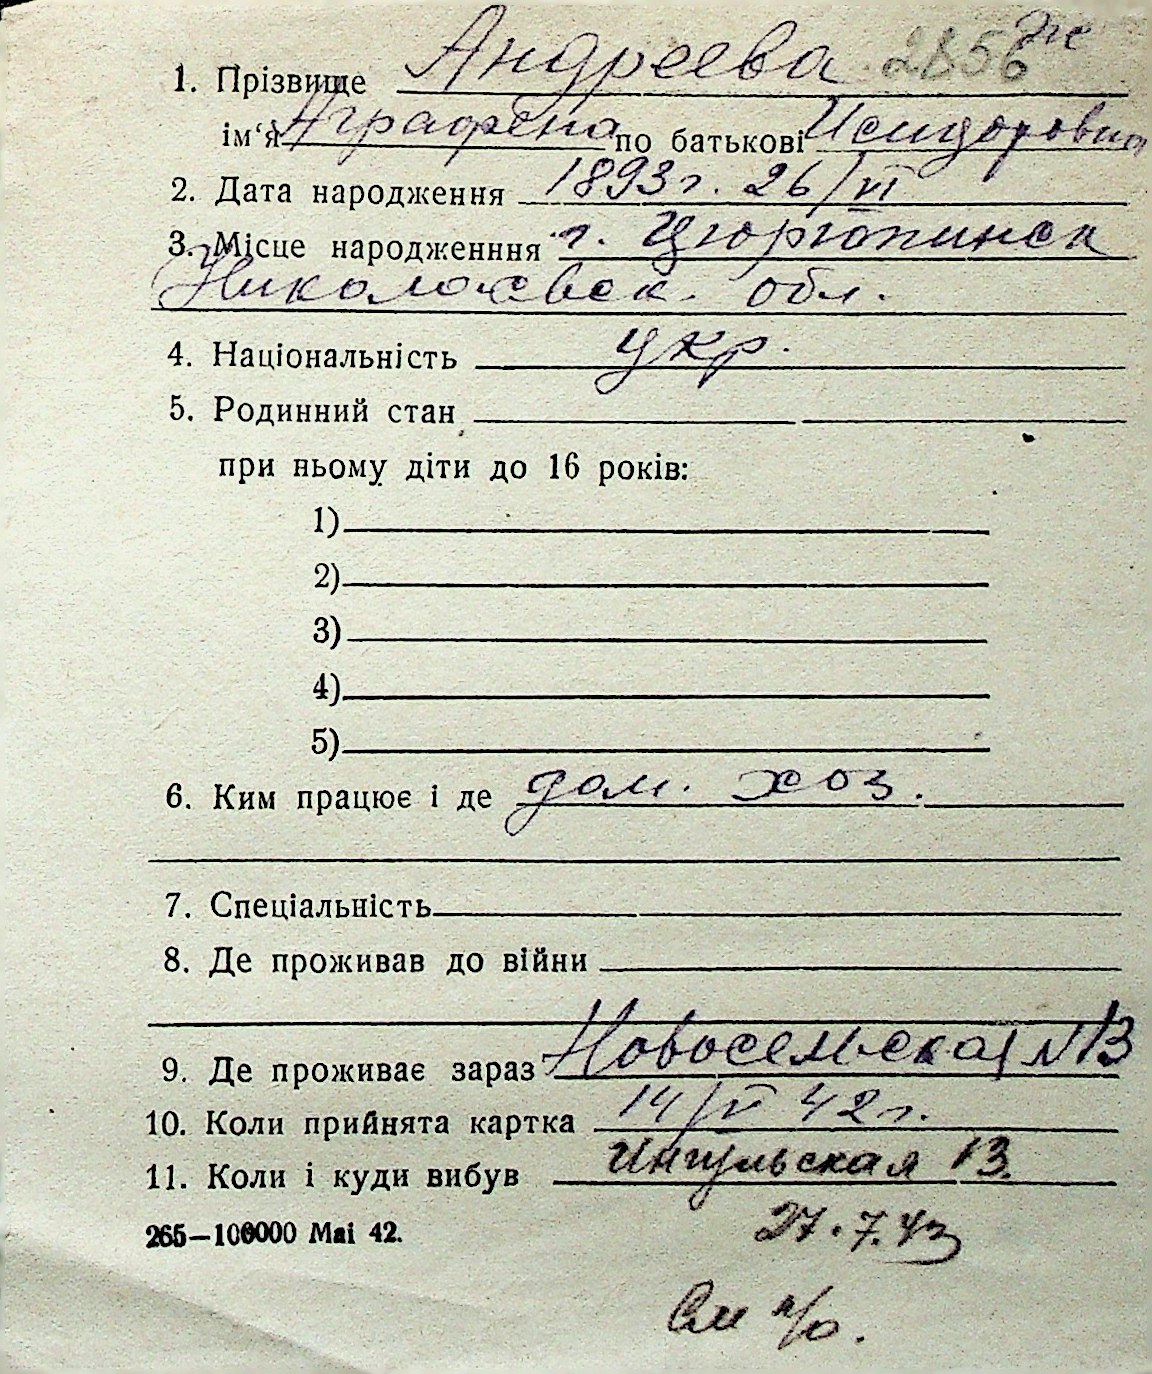 1. Прізвище Андреева 2856
ім‘я Аграфена по батькові Исидоровна
2. Дата народження 1893 г. 26/VI
3. Місце народженння г. Цюрюпинск
Николаевск. обл.
4. Національність укр.
5. Родинний стан
при ньому діти до 16 років:
1)
2)
3)
4)
5)
6. Ким працює і де дом. хоз.
7. Спеціальність
8. Де проживав до війни
9. Де проживає зараз Новосельская N 13
10. Коли прийнята картка 14/V 42 г.
11. Коли і куди вибув Ингульская 13.
265—100000 Mai 42.
27.7.43
См н/о.